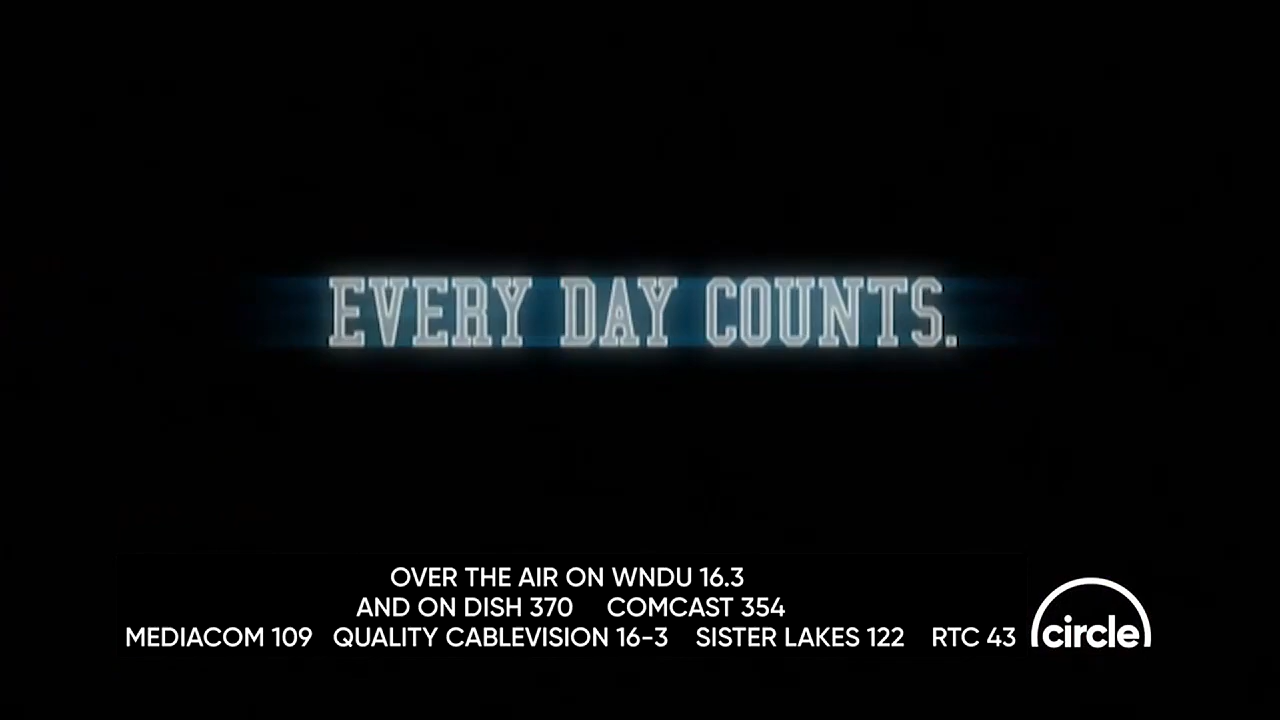 EVERY DAY COUNTS.
OVER THE AIR ON WNDU 16.3
AND ON DISH 370 COMCAST 354
MEDIACOM 109 QUALITY CABLEVISION 16-3 SISTER LAKES 122 RTC 43
circle